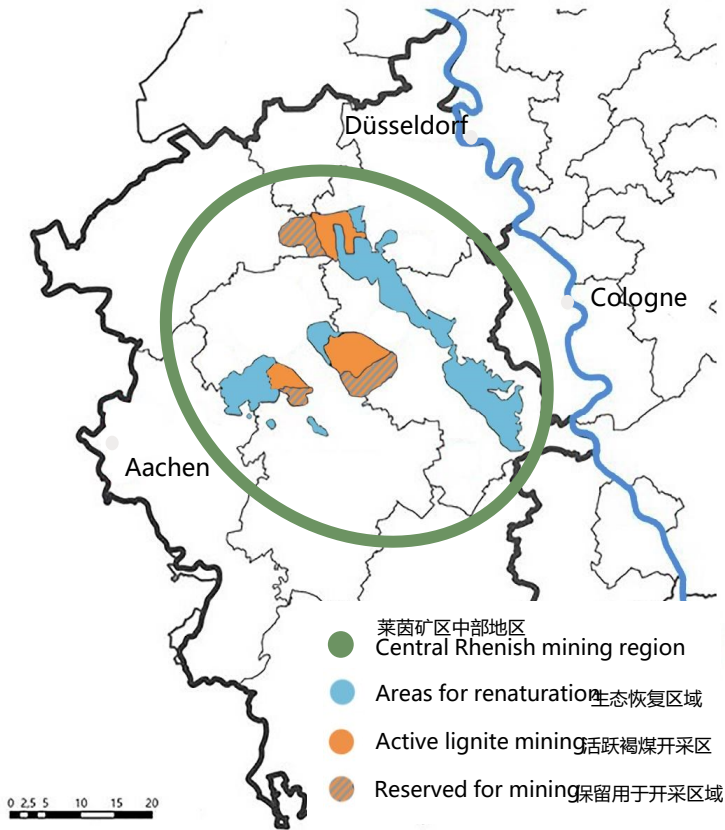 Düsseldorf
Cologne
Aachen
莱茵矿区中部地区
Central Rhenish mining region
Areas for renaturation 生态恢复区域
Active lignite mining 活跃褐煤开采区
Reserved for mining 保留用于开采区域
0 2,5 5 10 15 20